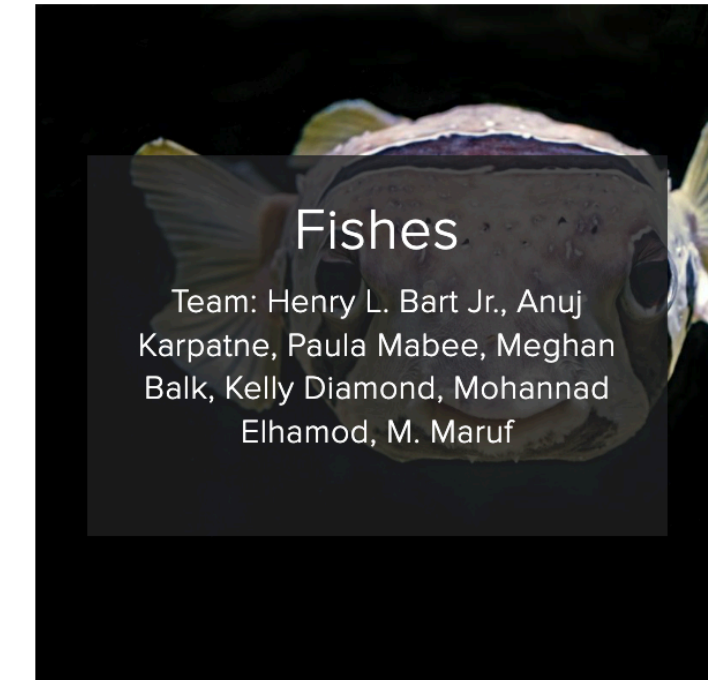 Fishes
Team: Henry L. Bart Jr., Anuj
Karpatne, Paula Mabee, Meghan
Balk, Kelly Diamond, Mohannad
Elhamod, M. Maruf